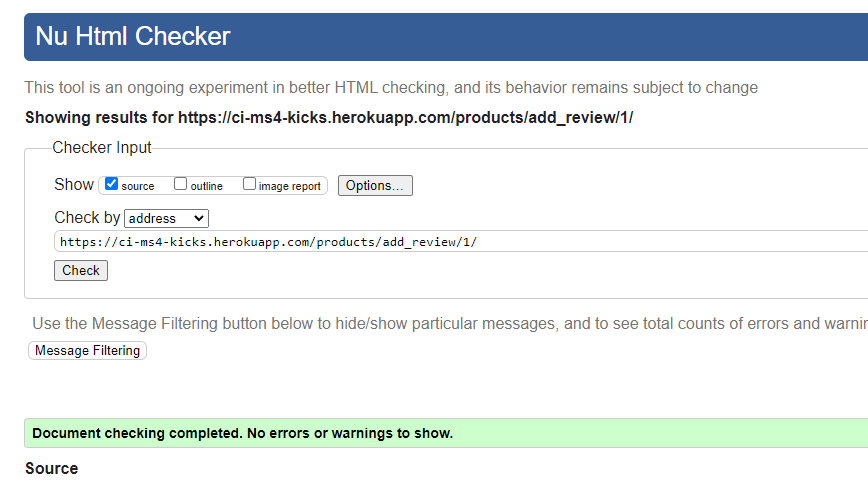 Nu Html Checker
This tool is an ongoing experiment in better HTML checking, and its behavior remains subject to change
Showing results for https://ci-ms4-kicks.herokuapp.com/products/add_review/1/
Checker Input
Show source outline image report Options...
Check by address
https://ci-ms4-kicks.herokuapp.com/products/add_review/1/
Check
Use the Message Filtering button below to hide/show particular messages, and to see total counts of errors and
Message Filtering
Document checking completed. No errors or warnings to show.
Source